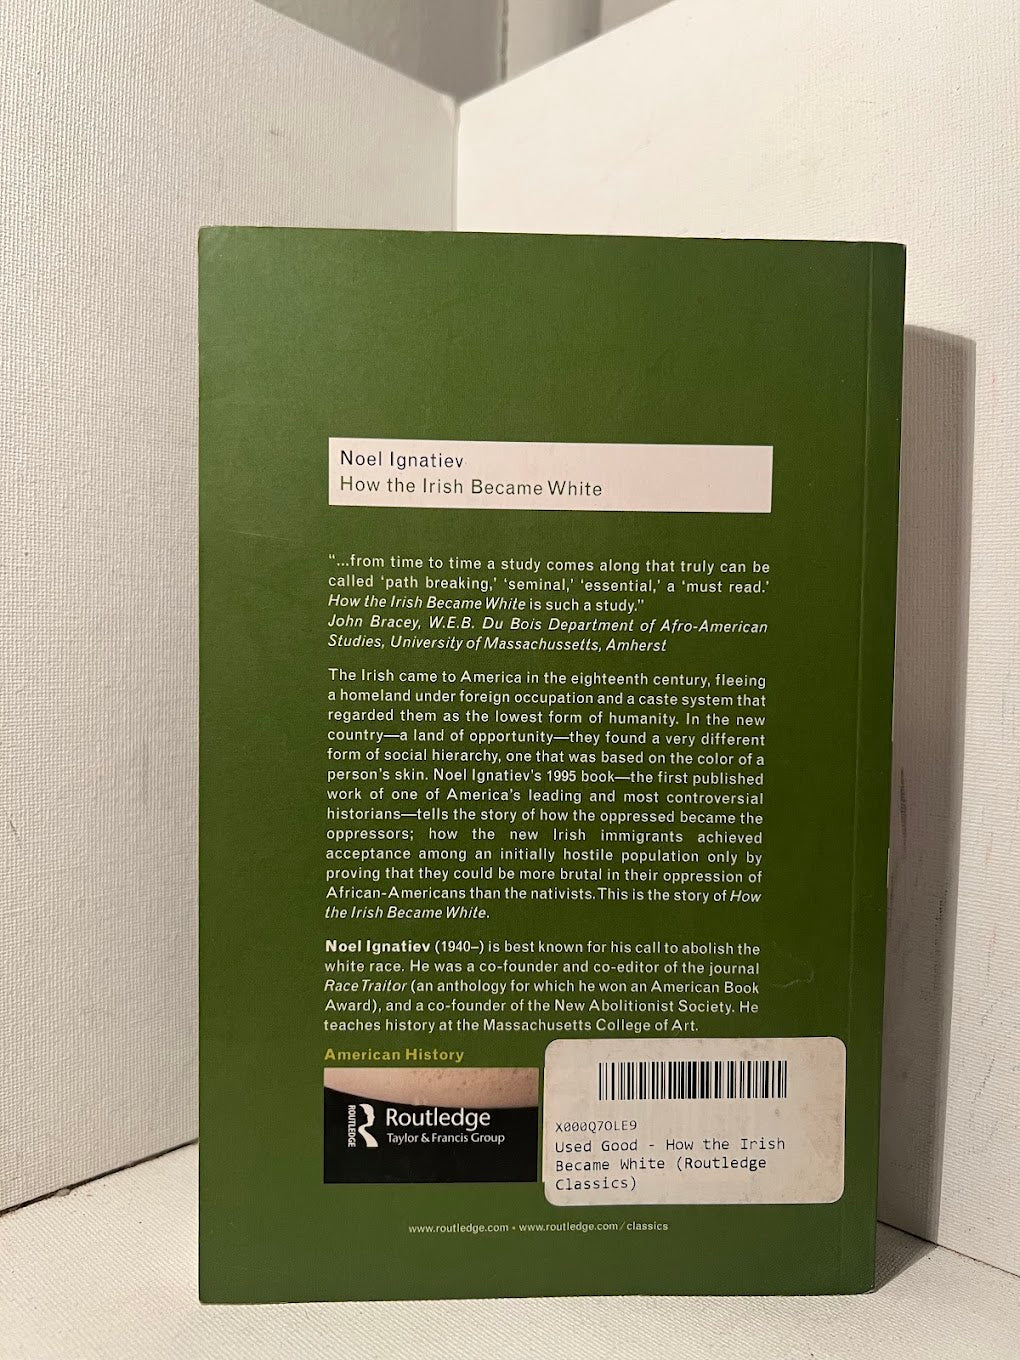 Noel Ignatiev
How the Irish Became White
“...from time to time a study comes along that truly can be
called ‘path breaking,’ ‘seminal,’ ‘essential,’ a ‘must read.’
How the Irish Became White is such a study.”
John Bracey, W.E.B. Du Bois Department of Afro-American
Studies, University of Massachussetts, Amherst
The Irish came to America in the eighteenth century, fleeing
a homeland under foreign occupation and a caste system that
regarded them as the lowest form of humanity. In the new
country—a land of opportunity—they found a very different
form of social hierarchy, one that was based on the color of a
person's skin. Noel Ignatiev's 1995 book—the first published
work of one of America's leading and most controversial
historians—tells the story of how the oppressed became the
oppressors; how the new Irish immigrants achieved
acceptance among an initially hostile population only by
proving that they could be more brutal in their oppression of
African-Americans than the nativists. This is the story of How
the Irish Became White.
Noel Ignatiev (1940–) is best known for his call to abolish the
white race. He was a co-founder and co-editor of the journal
Race Traitor (an anthology for which he won an American Book
Award), and a co-founder of the New Abolitionist Society. He
teaches history at the Massachusetts College of Art.
American History
ROUTLEDGE
Routledge
Taylor & Francis Group
X000Q7OLE9
Used Good - How the Irish
Became White (Routledge
Classics)
www.routledge.com • www.routledge.com/classics